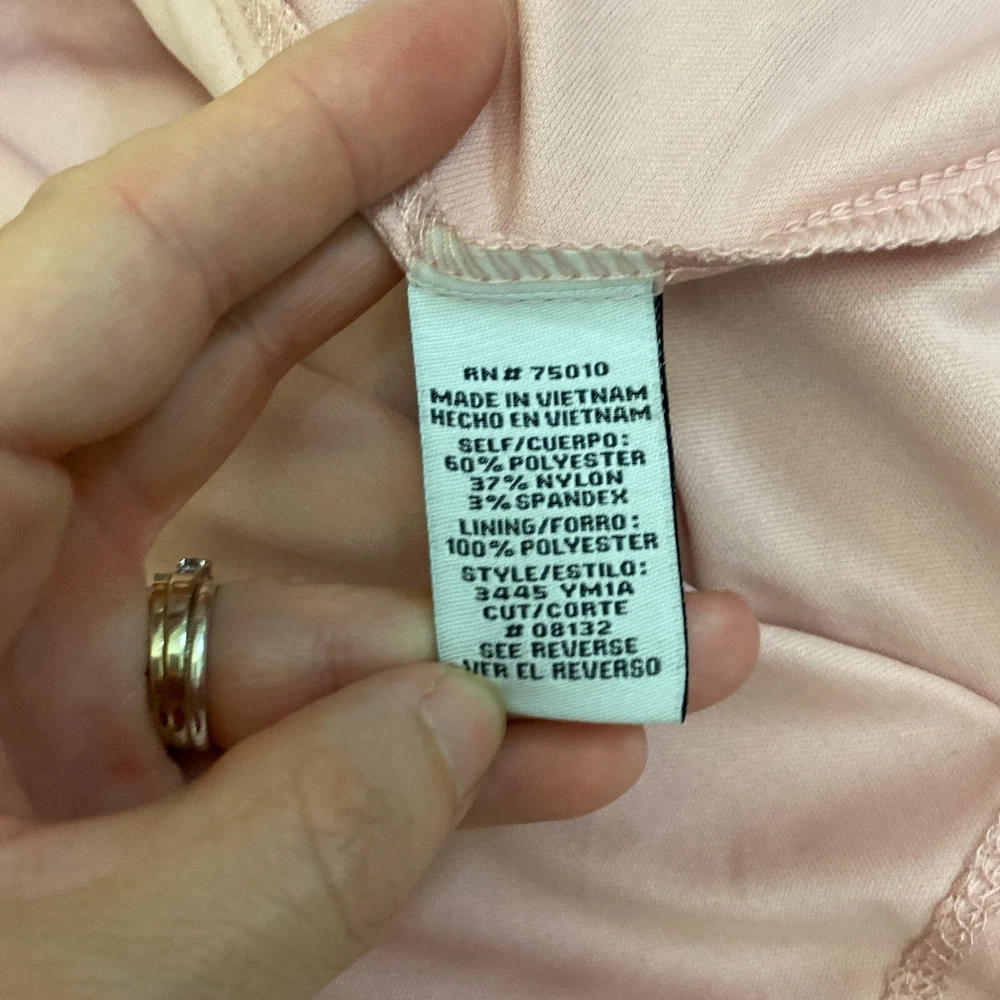 RN# 75010
MADE IN VIETNAM
HECHO EN VIETNAM
SELF/CUERPO:
60% POLYESTER
37% NYLON
3% SPANDEX
LINING/FORRO:
100% POLYESTER
STYLE/ESTILO:
3445 YM1A
CUT/CORTE
# 08132
SEE REVERSE
VER EL REVERSO